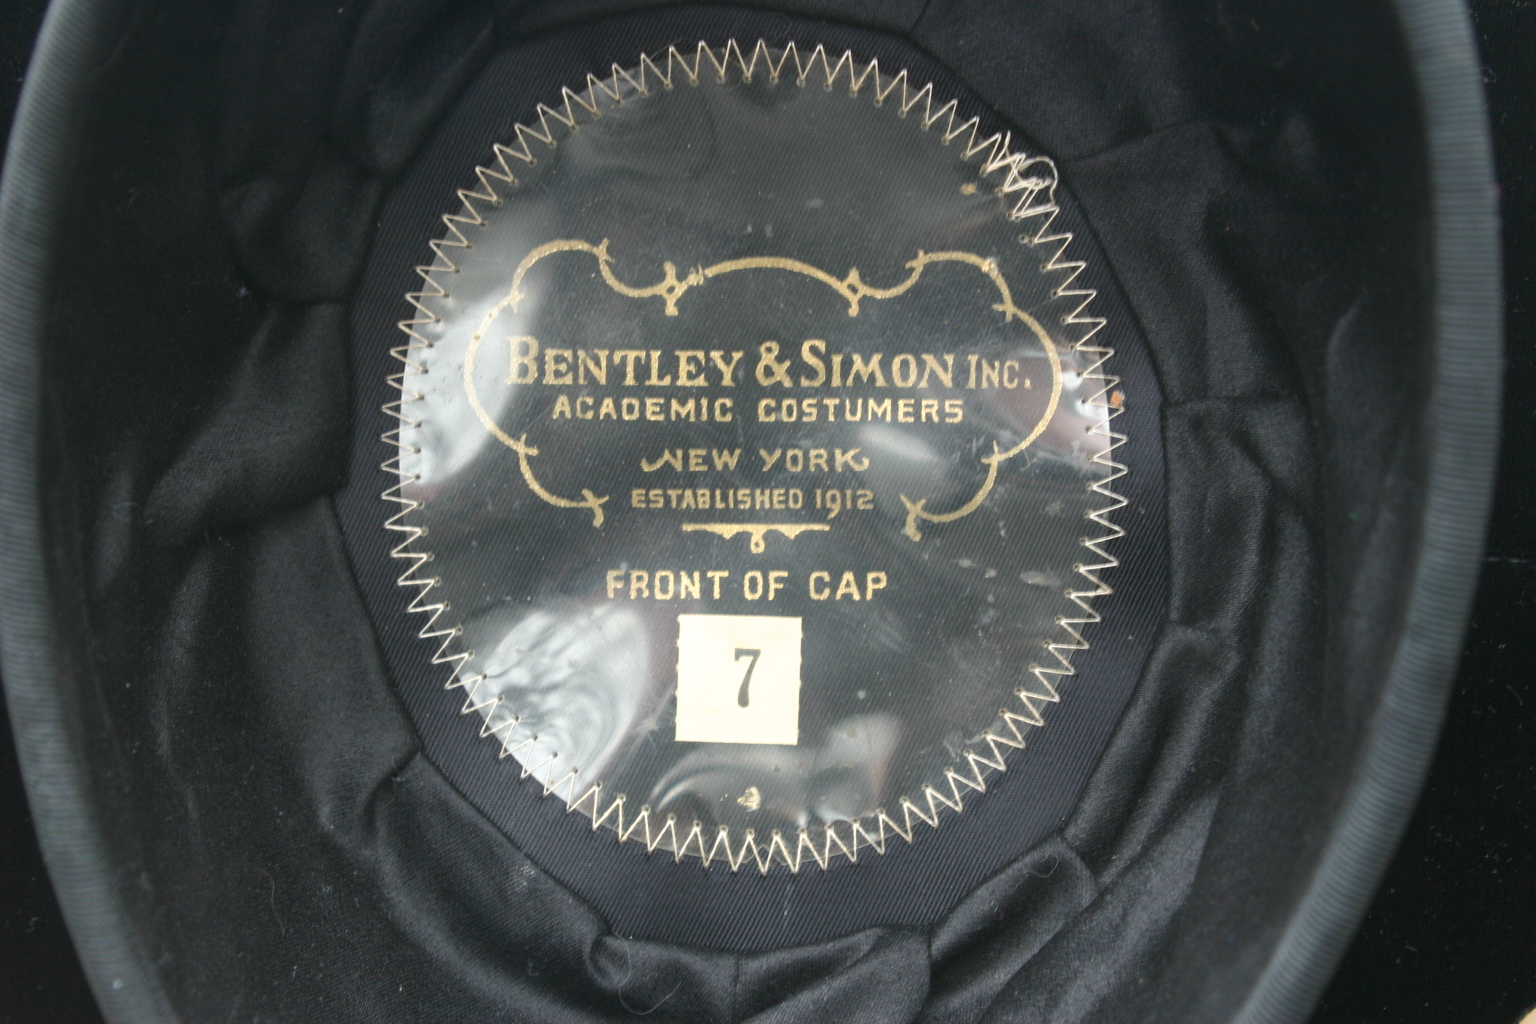 BENTLEY & SIMON INC.
ACADEMIC COSTUMERS
NEW YORK
ESTABLISHED 1912
FRONT OF CAP
7